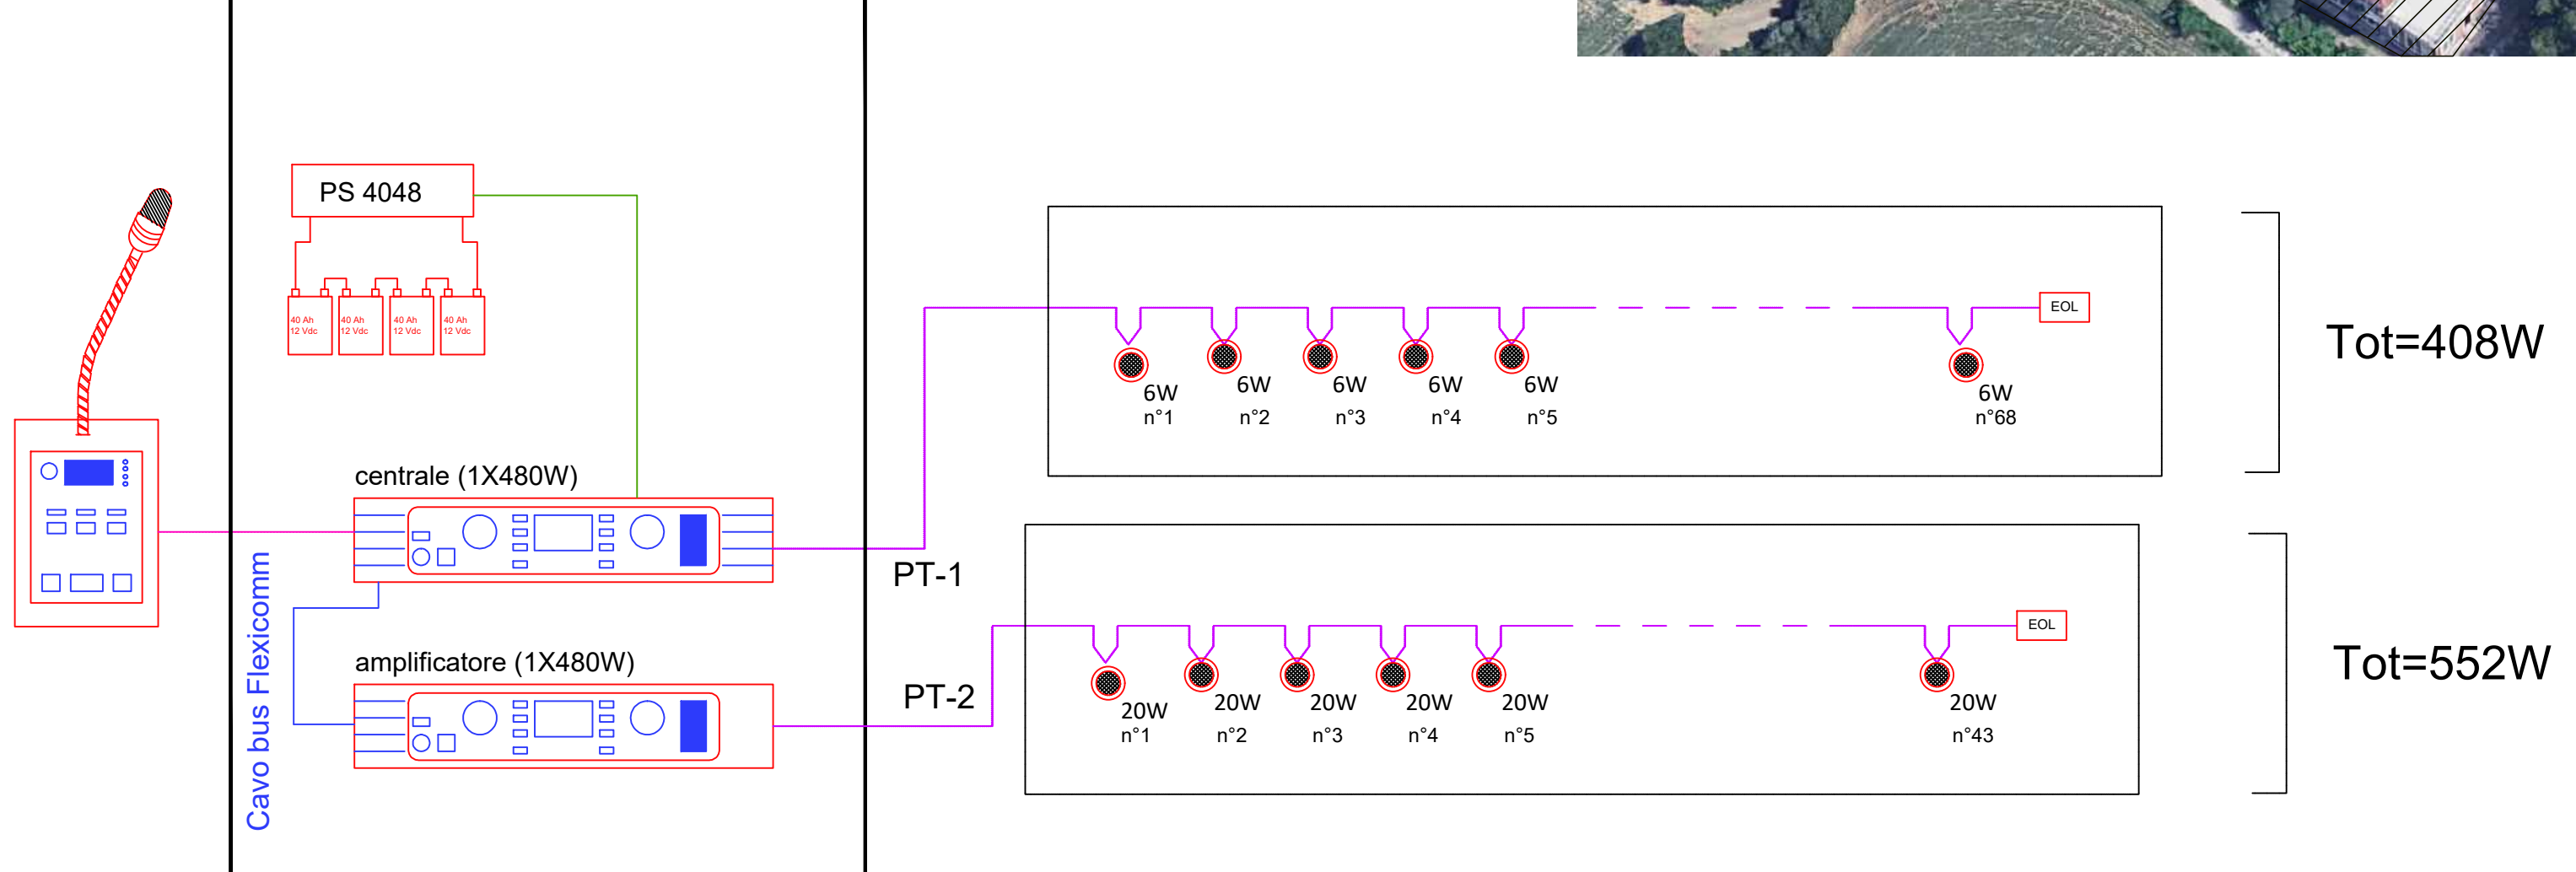 PS 4048
40 Ah
12 Vdc
40 Ah
12 Vdc
40 Ah
12 Vdc
40 Ah
12 Vdc
centrale (1X480W)
amplificatore (1X480W)
Cavo bus Flexicomm
PT-1
PT-2
EOL
6W
n°1
6W
n°2
6W
n°3
6W
n°4
6W
n°5
6W
n°68
Tot=408W
EOL
20W
n°1
20W
n°2
20W
n°3
20W
n°4
20W
n°5
20W
n°43
Tot=552W